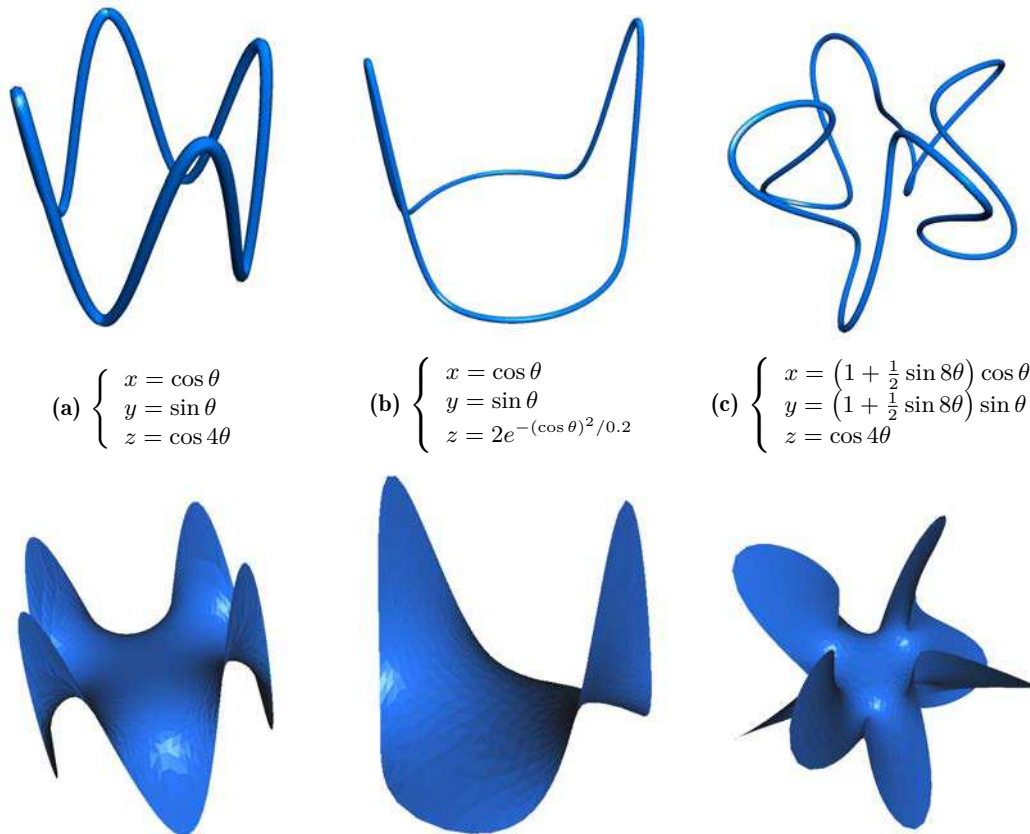 (a) { x = cos θ
y = sin θ
z = cos 4θ
(b) { x = cos θ
y = sin θ
z = 2e^{−(cos θ)²/0.2}
(c) { x = (1 + ½ sin 8θ) cos θ
y = (1 + ½ sin 8θ) sin θ
z = cos 4θ